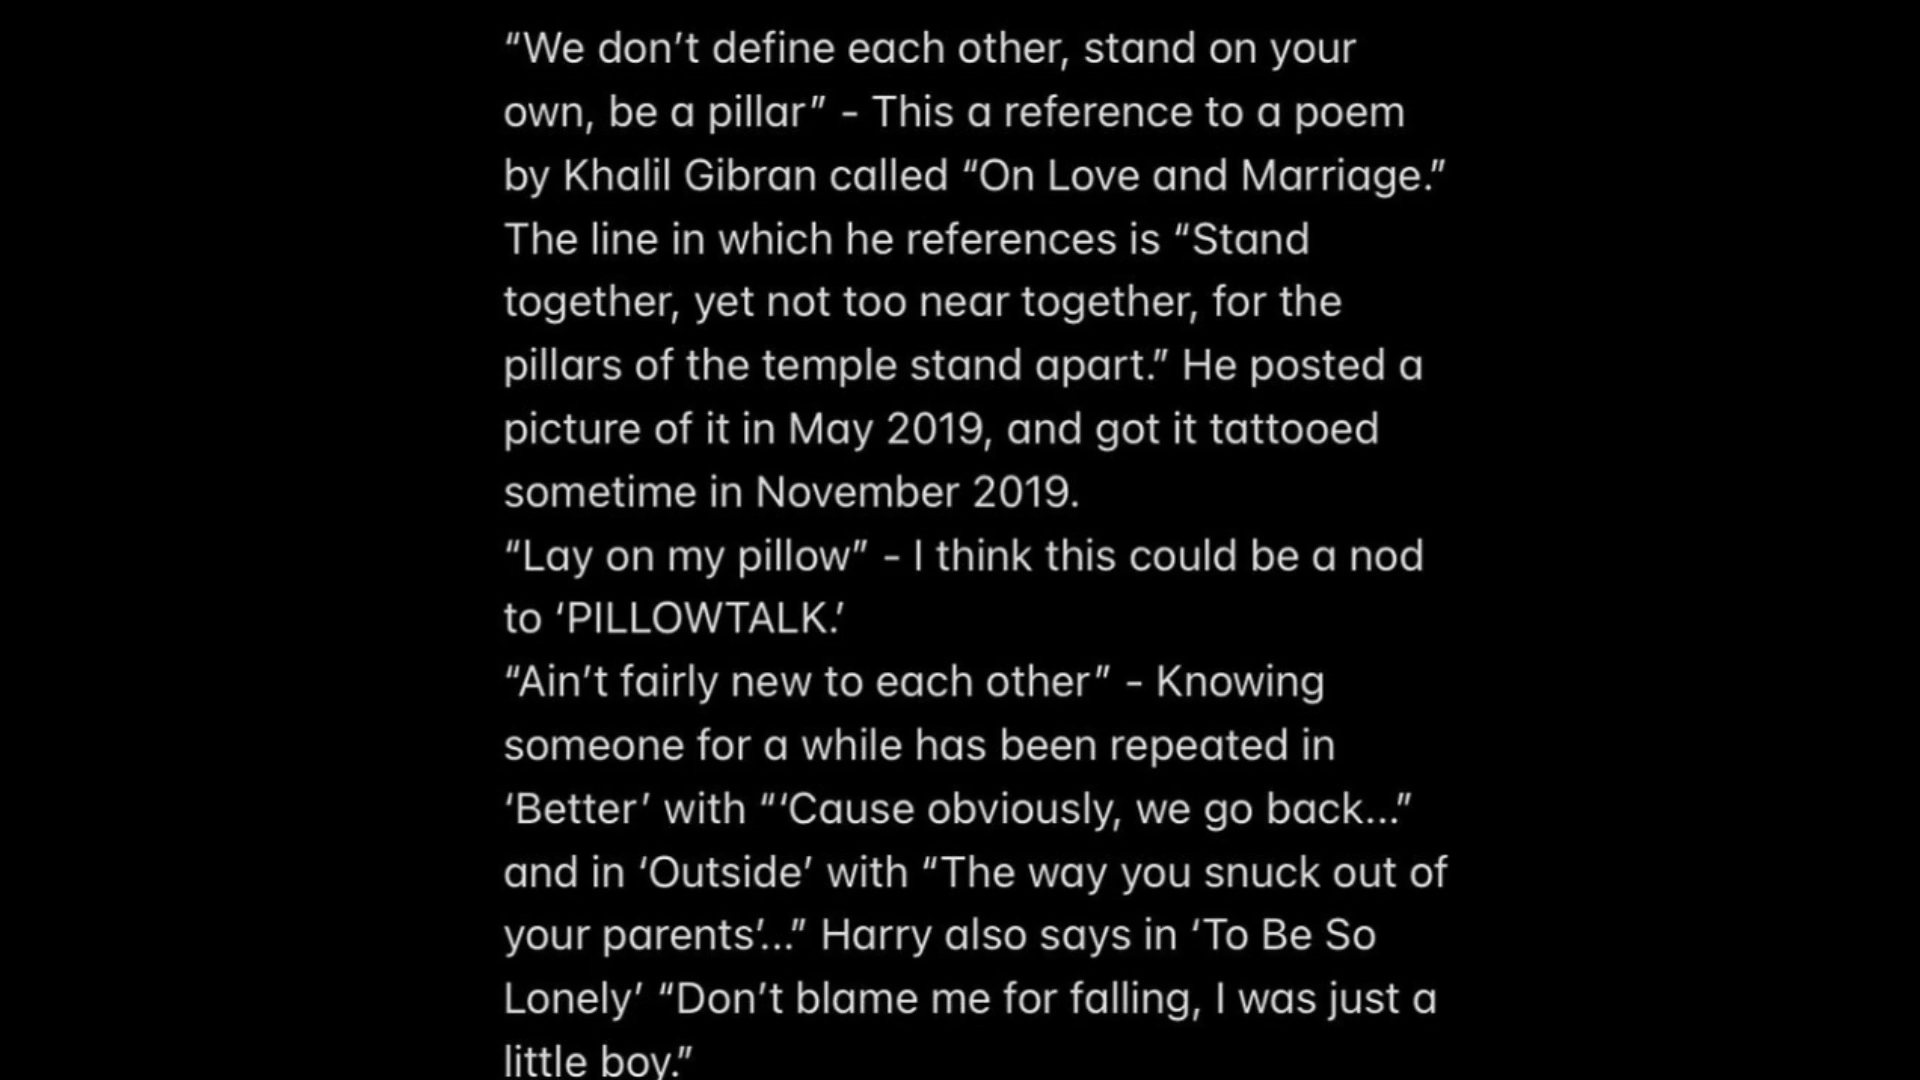 “We don’t define each other, stand on your
own, be a pillar” - This a reference to a poem
by Khalil Gibran called “On Love and Marriage.”
The line in which he references is “Stand
together, yet not too near together, for the
pillars of the temple stand apart.” He posted a
picture of it in May 2019, and got it tattooed
sometime in November 2019.
“Lay on my pillow” - I think this could be a nod
to ‘PILLOWTALK.’
“Ain’t fairly new to each other” - Knowing
someone for a while has been repeated in
‘Better’ with “‘Cause obviously, we go back...”
and in ‘Outside’ with “The way you snuck out of
your parents’...” Harry also says in ‘To Be So
Lonely’ “Don’t blame me for falling, I was just a
little boy.”